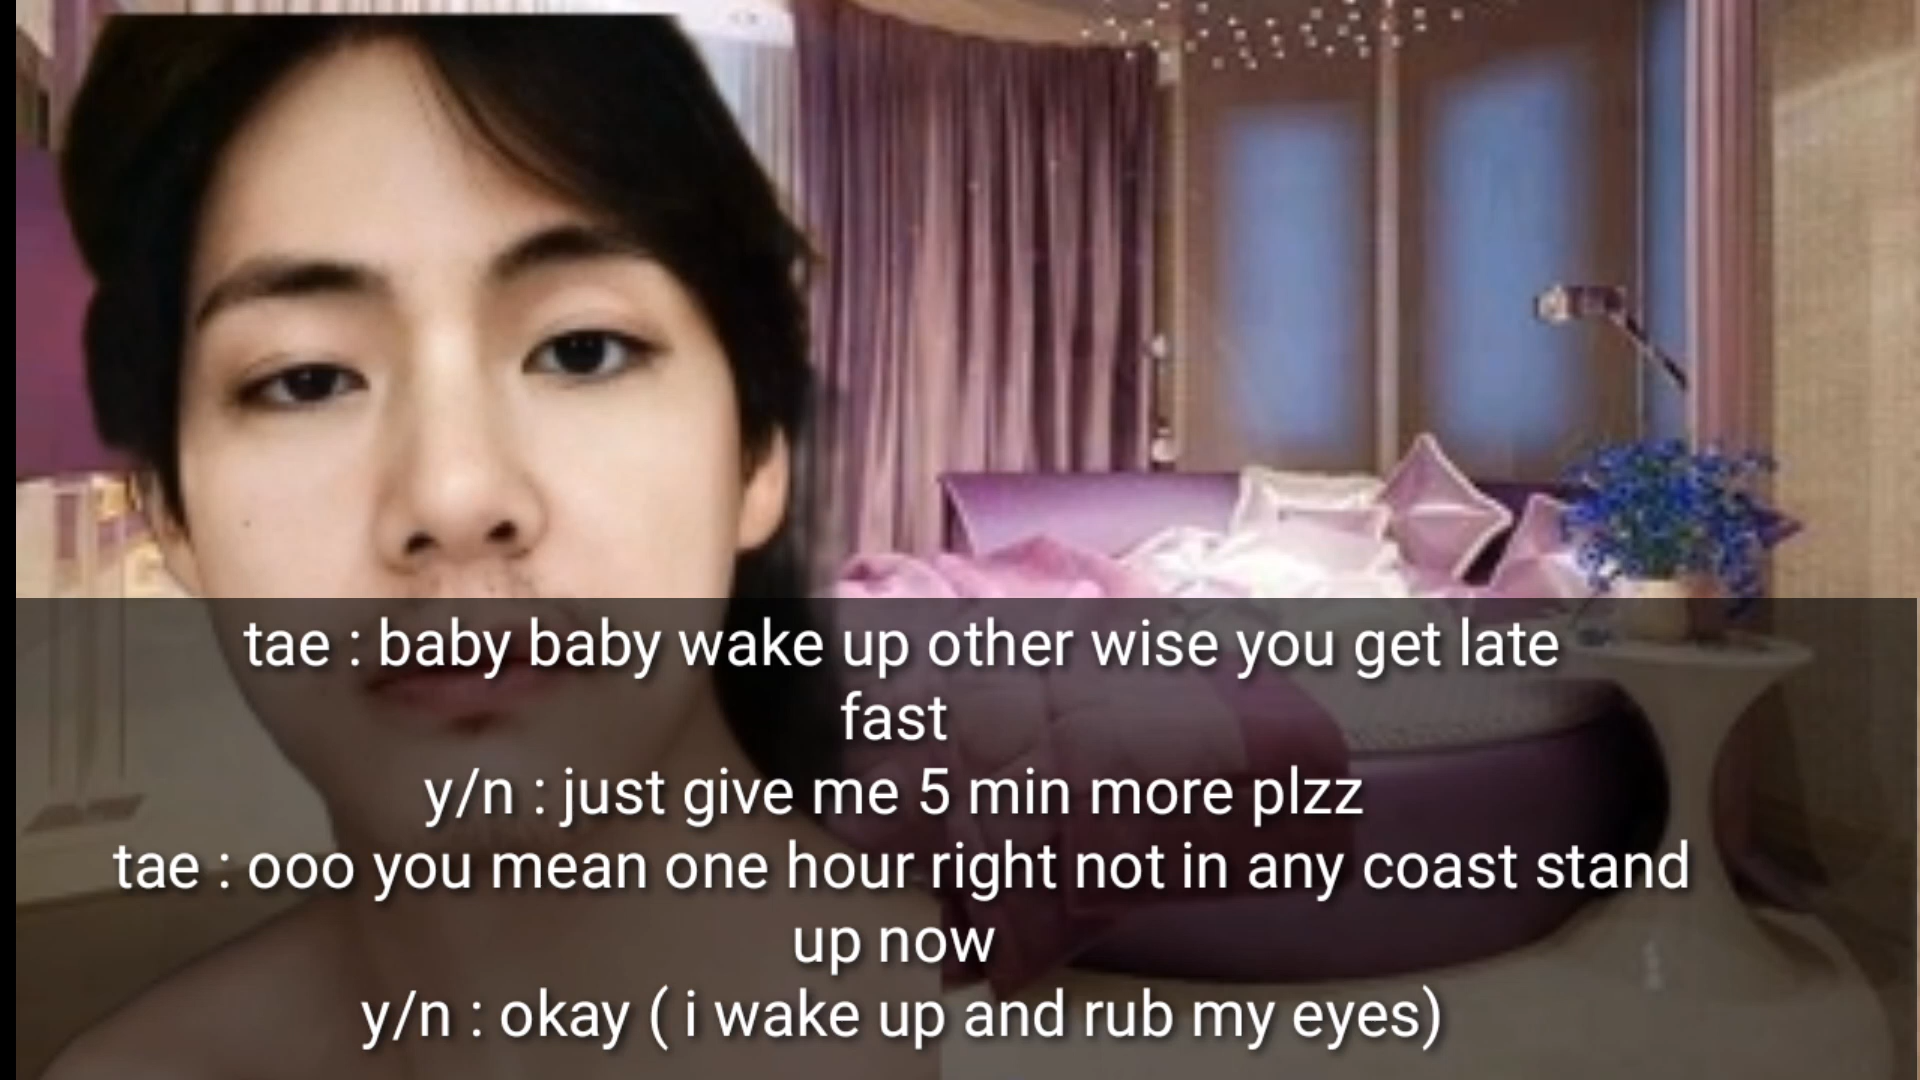 tae : baby baby wake up other wise you get late
fast
y/n : just give me 5 min more plzz
tae : ooo you mean one hour right not in any coast stand
up now
y/n : okay ( i wake up and rub my eyes)